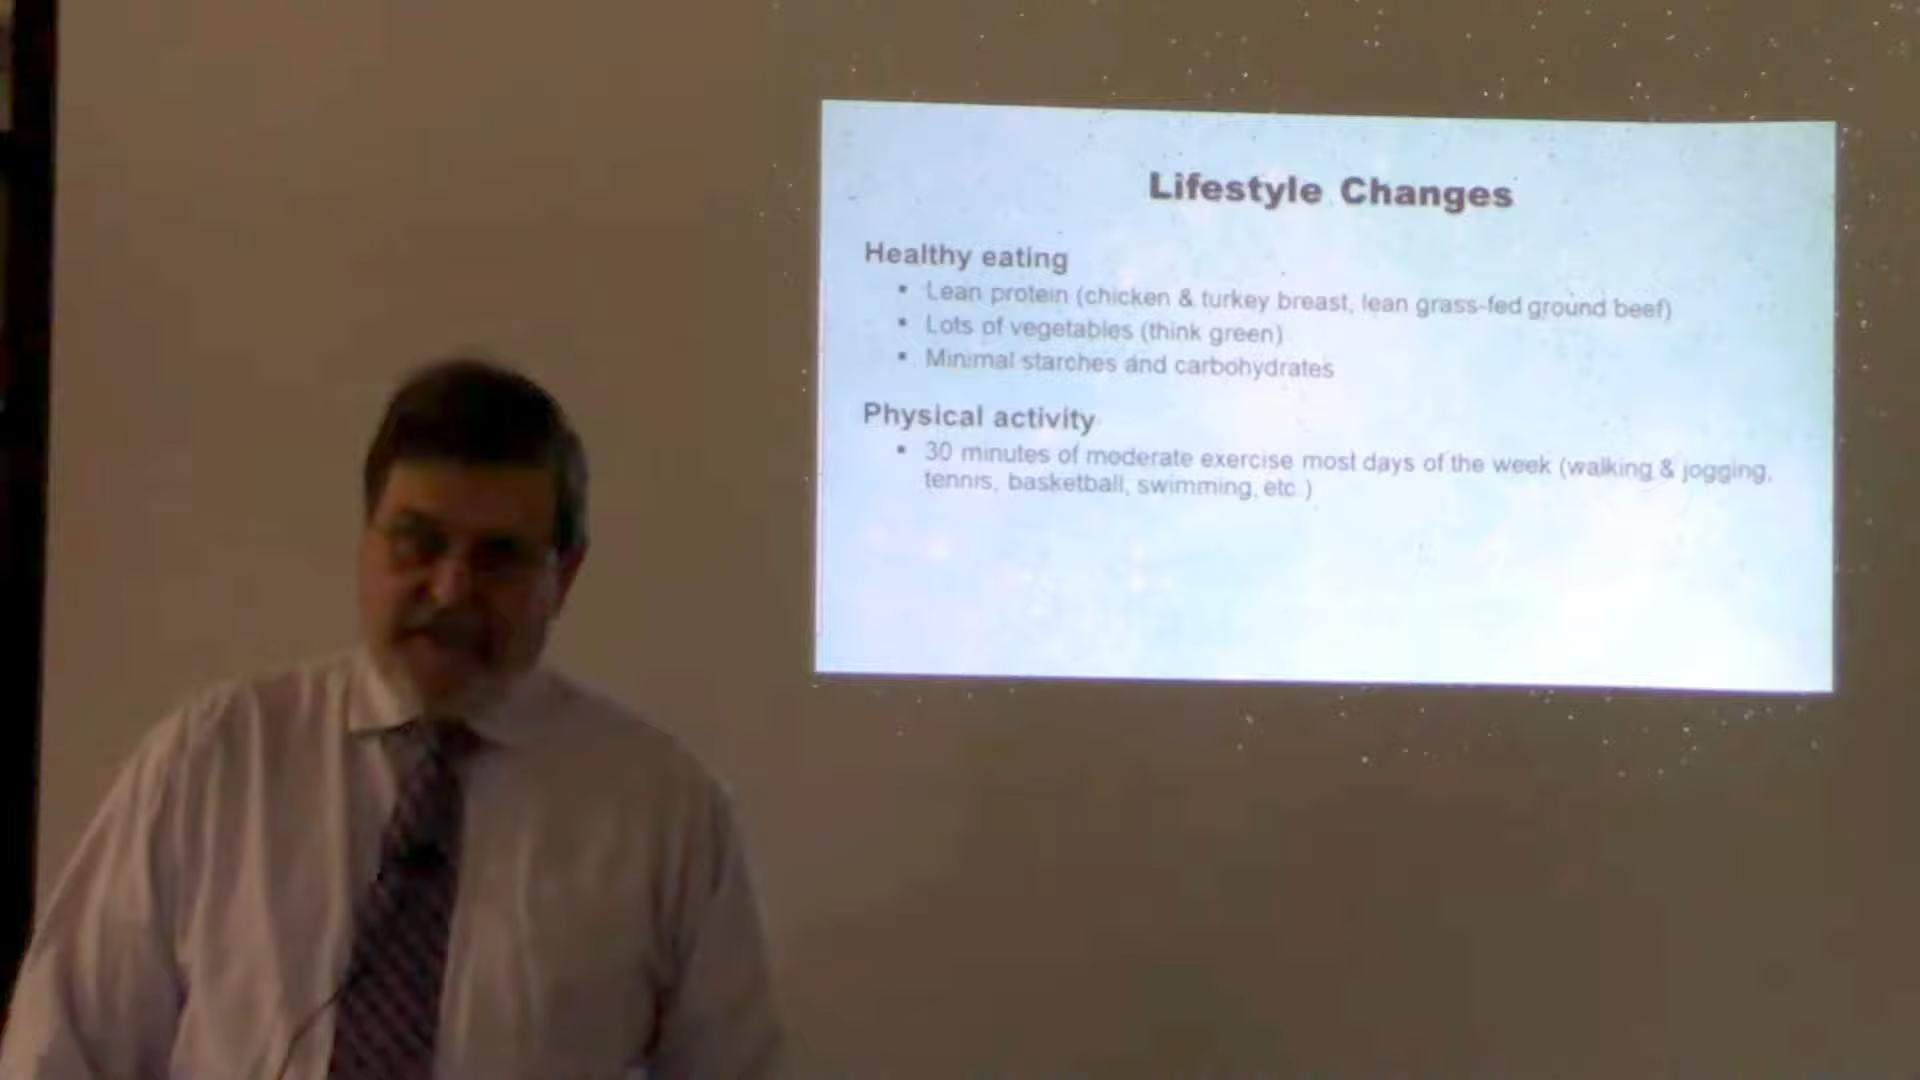 Lifestyle Changes
Healthy eating
▪ Lean protein (chicken & turkey breast, lean grass-fed ground beef)
▪ Lots of vegetables (think green)
▪ Minimal starches and carbohydrates
Physical activity
▪ 30 minutes of moderate exercise most days of the week (walking & jogging,
tennis, basketball, swimming, etc.)